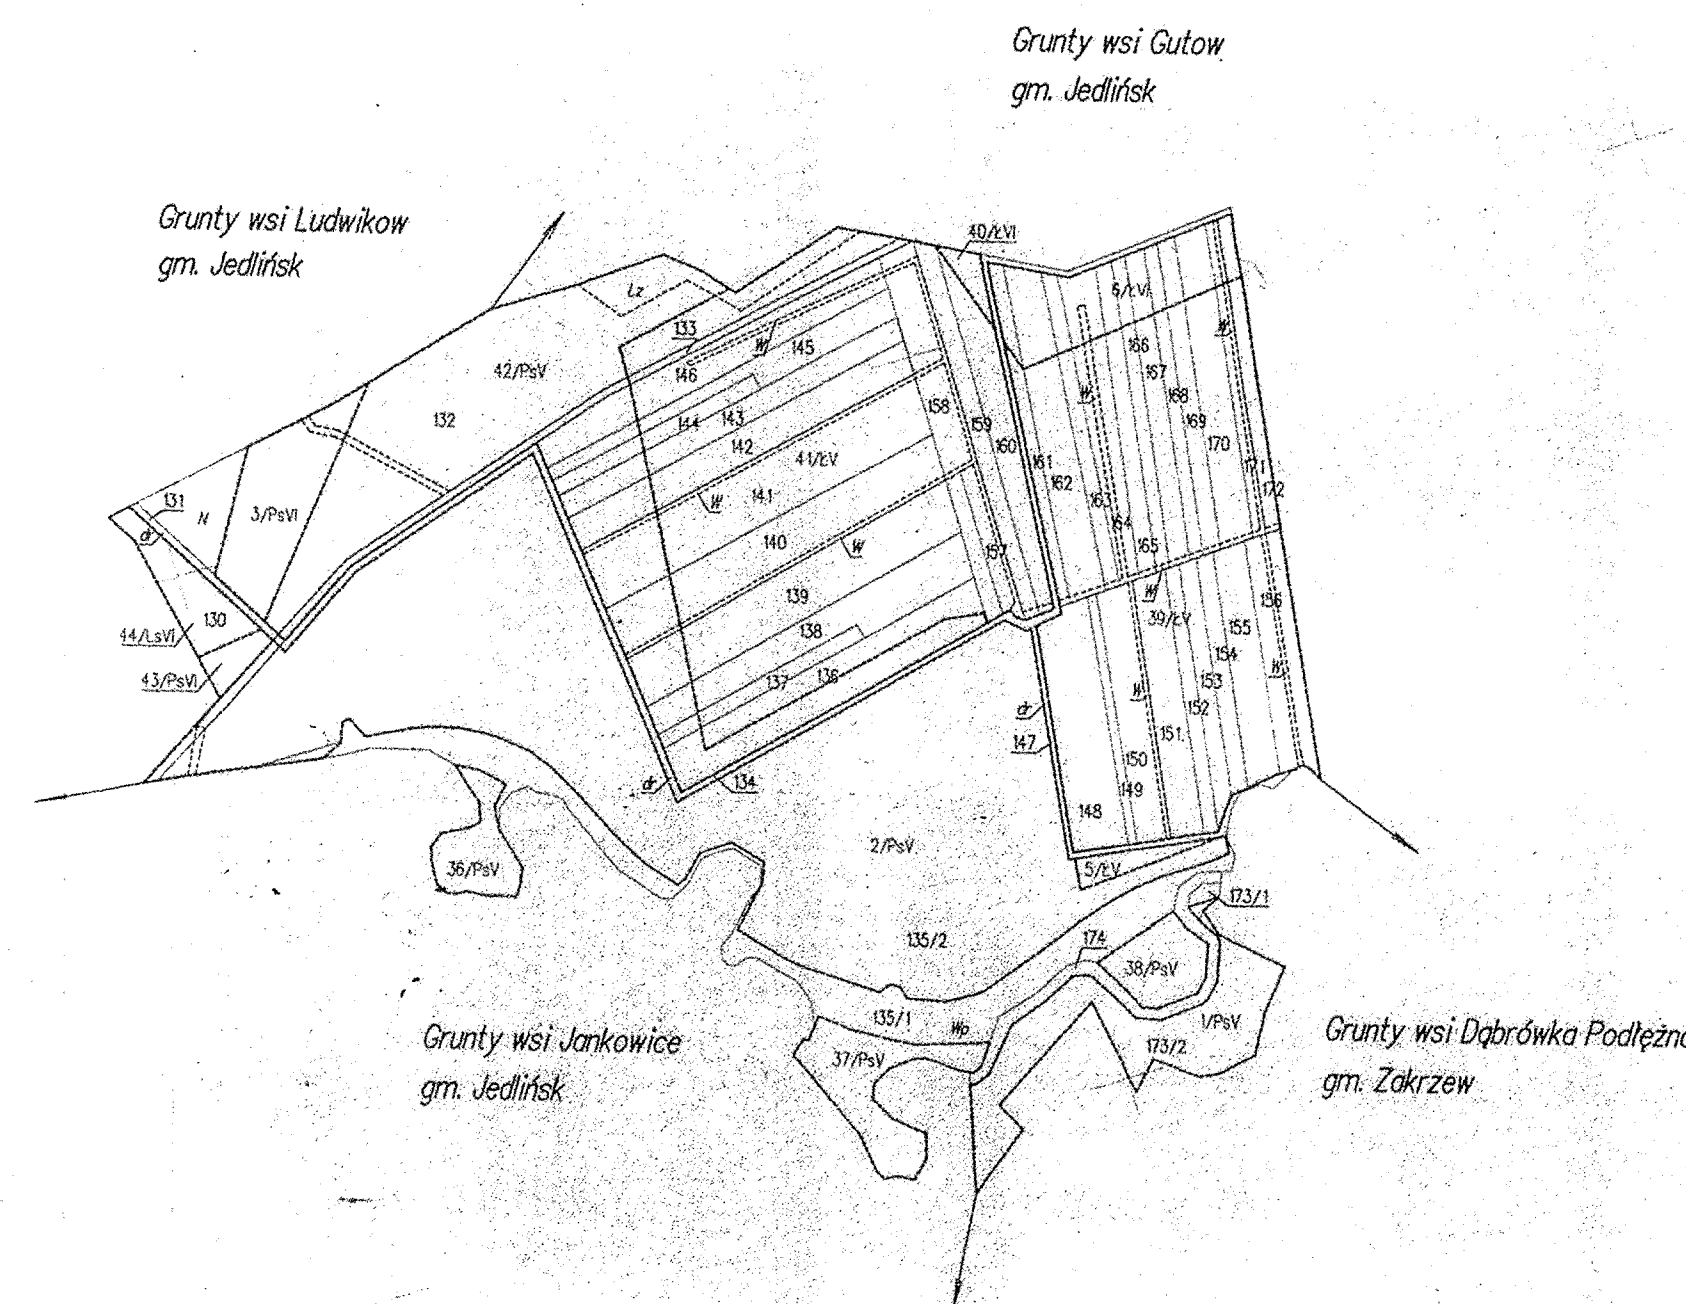 Grunty wsi Gutow
gm. Jedlińsk
Grunty wsi Ludwikow
gm. Jedlińsk
40/ŁVI
Lz
6/ŁVI
133
W
145
W
166
42/PsV
146
167
168
132
144
143
158
159
169
W
142
160
170
41/ŁV
161
171
162
172
131
N
3/PsVI
W
141
163
dr
164
140
W
157
165
139
W
156
130
138
39/ŁV
155
44/LsVI
154
43/PsVI
137
136
W
153
W
dr
152
147
151
150
dr
134
149
148
2/PsV
36/PsV
5/ŁV
173/1
135/2
174
38/PsV
135/1
Wp
1/PsV
173/2
37/PsV
Grunty wsi Jankowice
gm. Jedlińsk
Grunty wsi Dąbrówka Podłężna
gm. Zakrzew